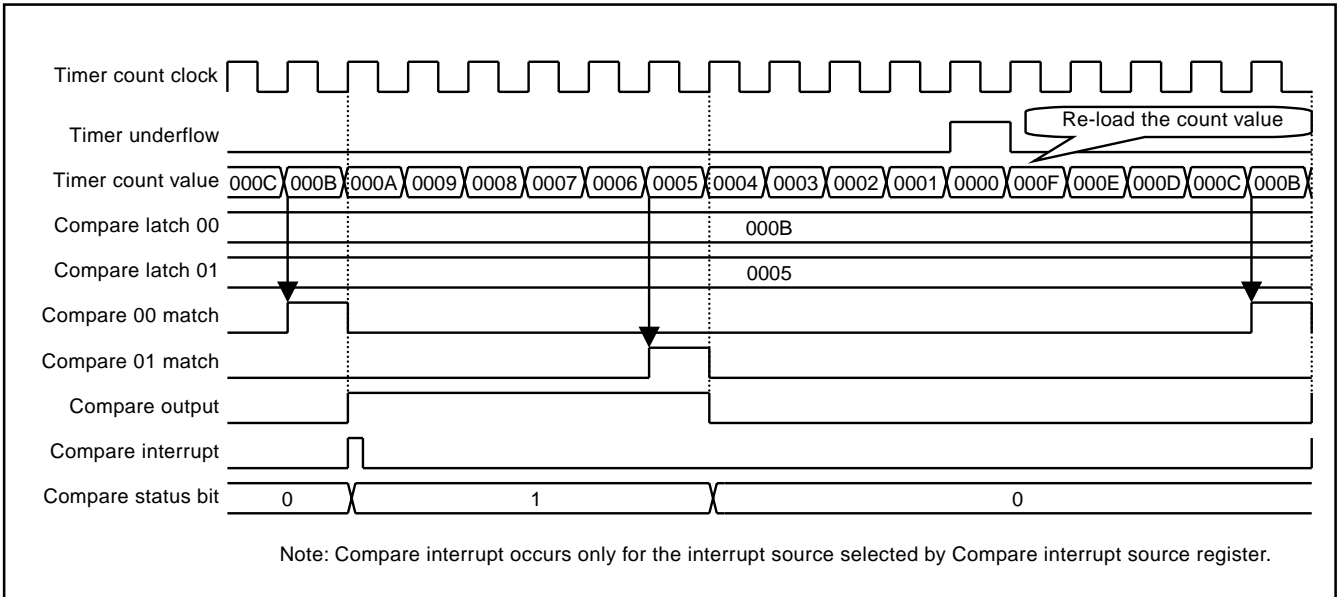 Timer count clock
Timer underflow
Re-load the count value
Timer count value 000C 000B 000A 0009 0008 0007 0006 0005 0004 0003 0002 0001 0000 000F 000E 000D 000C 000B
Compare latch 00 000B
Compare latch 01 0005
Compare 00 match
Compare 01 match
Compare output
Compare interrupt
Compare status bit 0 1 0
Note: Compare interrupt occurs only for the interrupt source selected by Compare interrupt source register.